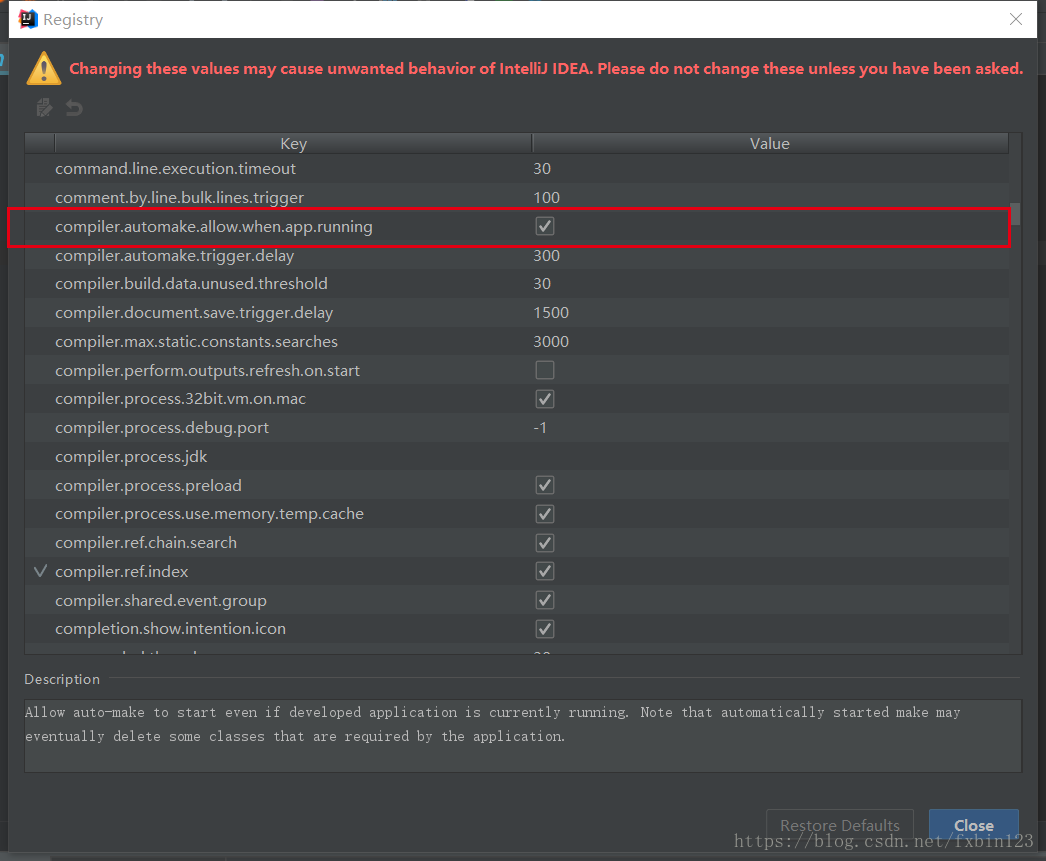 Registry
Changing these values may cause unwanted behavior of IntelliJ IDEA. Please do not change these unless you have been asked.
Key Value
command.line.execution.timeout 30
comment.by.line.bulk.lines.trigger 100
compiler.automake.allow.when.app.running
compiler.automake.trigger.delay 300
compiler.build.data.unused.threshold 30
compiler.document.save.trigger.delay 1500
compiler.max.static.constants.searches 3000
compiler.perform.outputs.refresh.on.start
compiler.process.32bit.vm.on.mac
compiler.process.debug.port -1
compiler.process.jdk
compiler.process.preload
compiler.process.use.memory.temp.cache
compiler.ref.chain.search
compiler.ref.index
compiler.shared.event.group
completion.show.intention.icon
Description
Allow auto-make to start even if developed application is currently running. Note that automatically started make may
eventually delete some classes that are required by the application.
Restore Defaults Close
https://blog.csdn.net/fxbin123